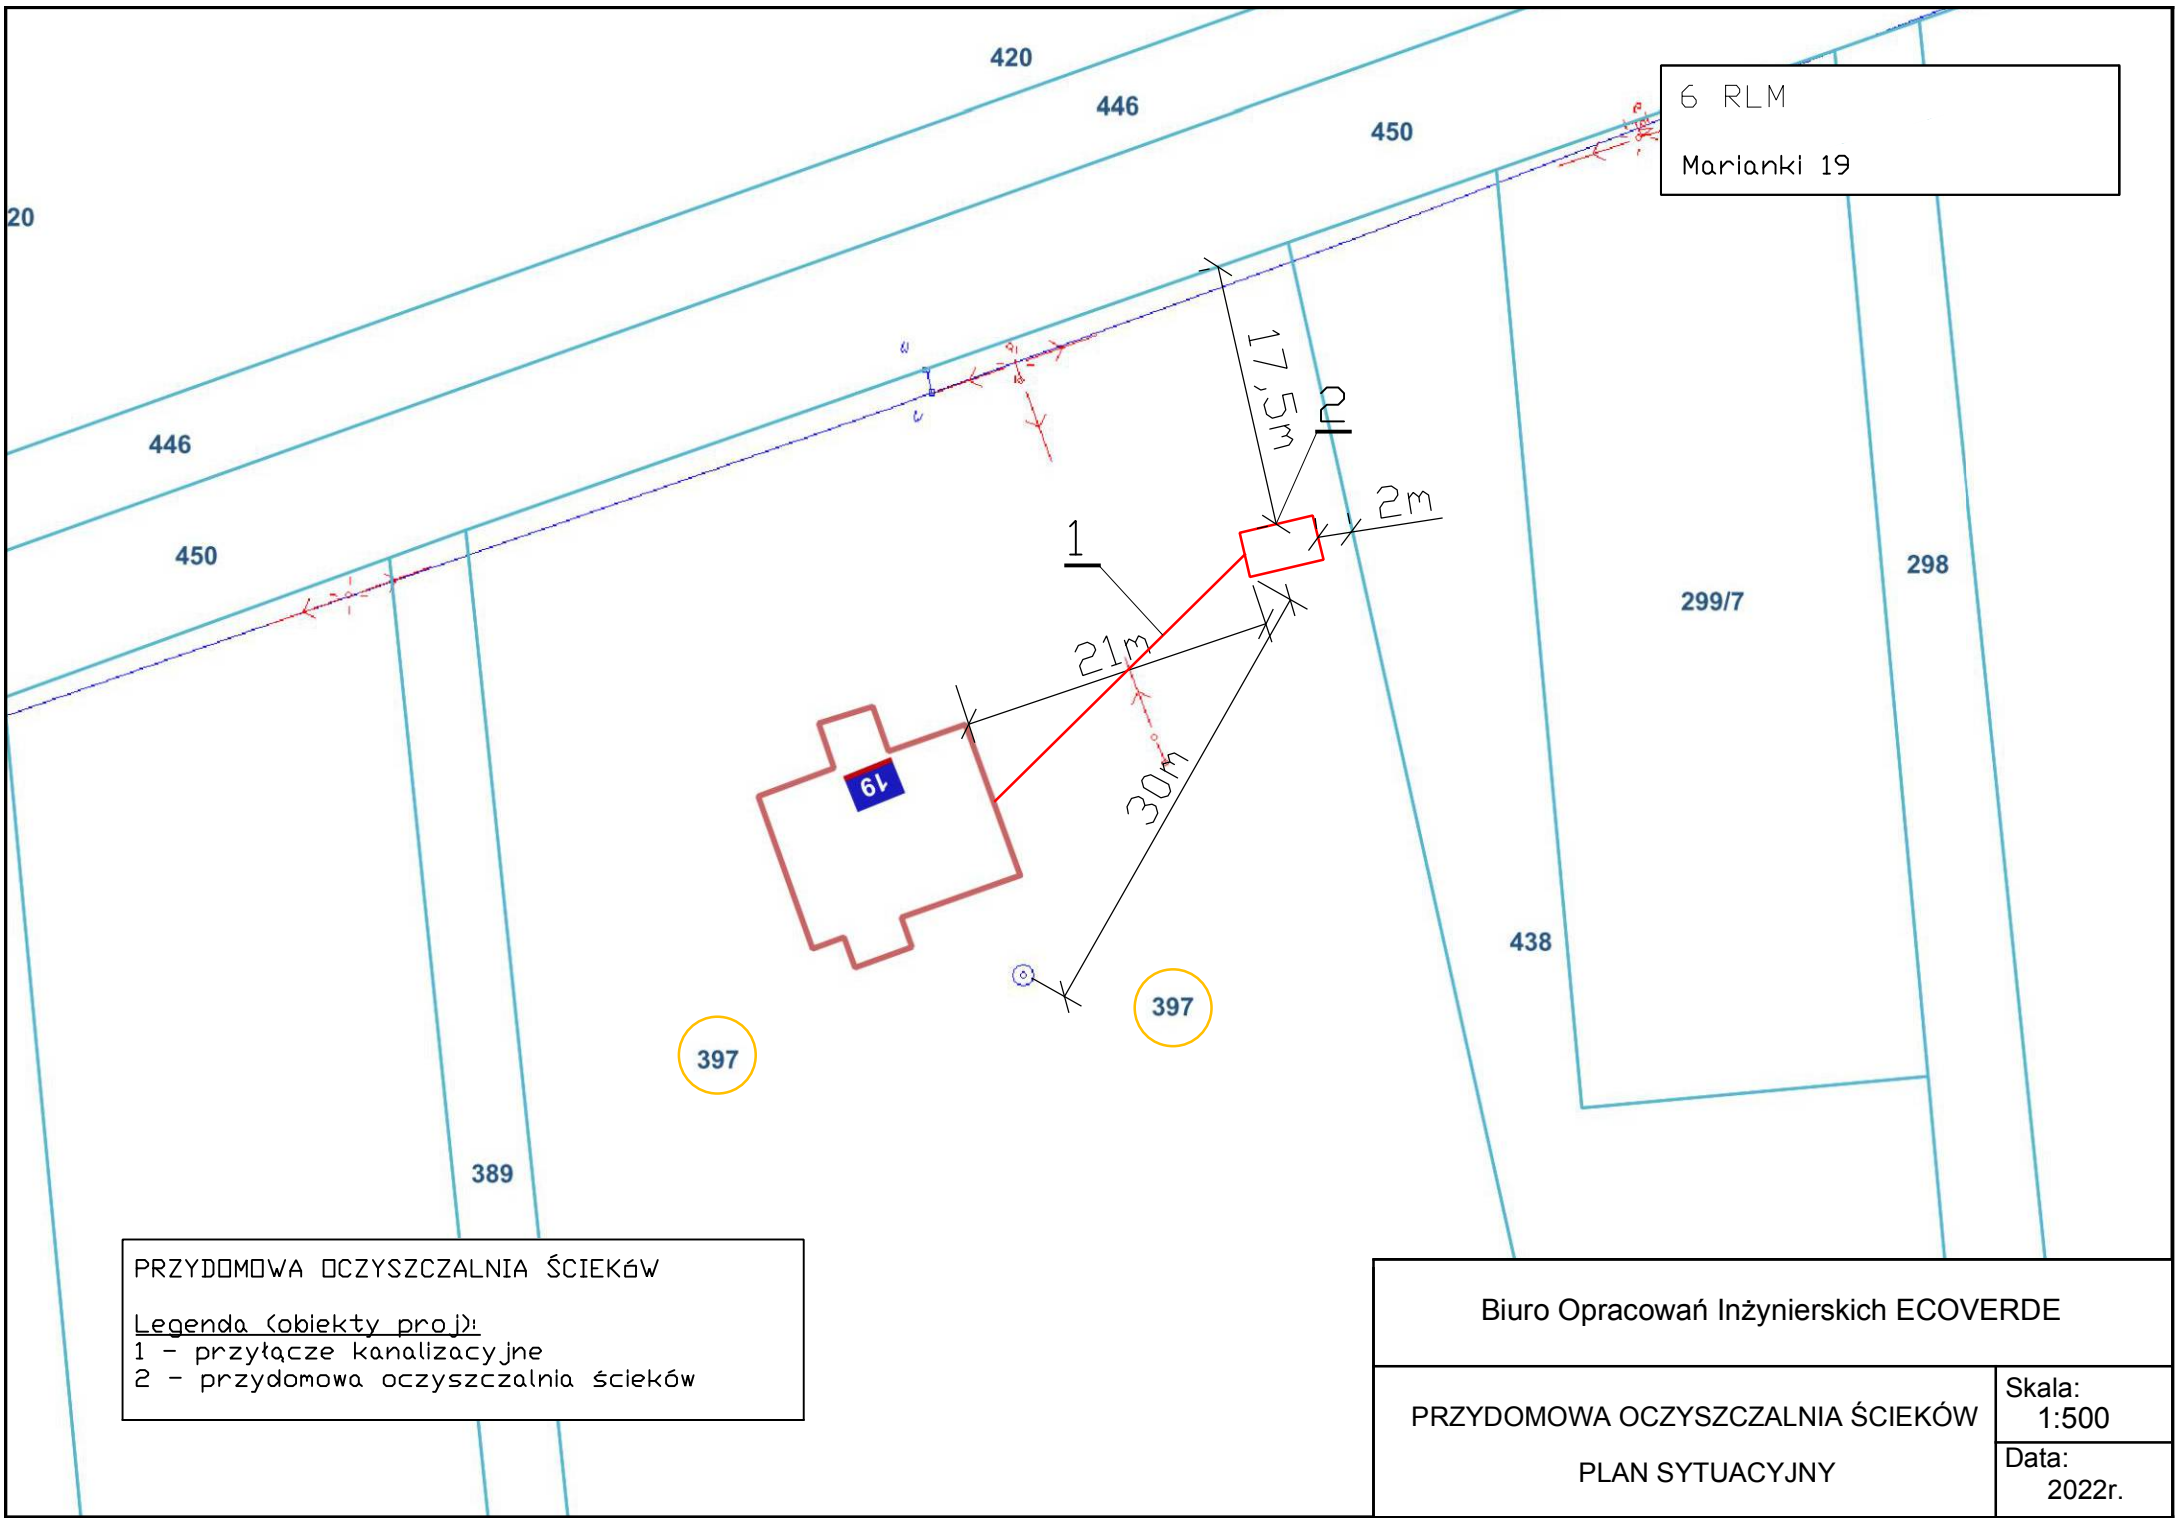 420
446
450
6 RLM
Marianki 19
20
446
450
17,5m
2
2m
1
298
299/7
21m
19
30m
438
397
397
389
PRZYDOMOWA OCZYSZCZALNIA ŚCIEKóW
Legenda (obiekty proj):
1 - przyłącze kanalizacyjne
2 - przydomowa oczyszczalnia ścieków
Biuro Opracowań Inżynierskich ECOVERDE
PRZYDOMOWA OCZYSZCZALNIA ŚCIEKÓW
PLAN SYTUACYJNY
Skala:
1:500
Data:
2022r.